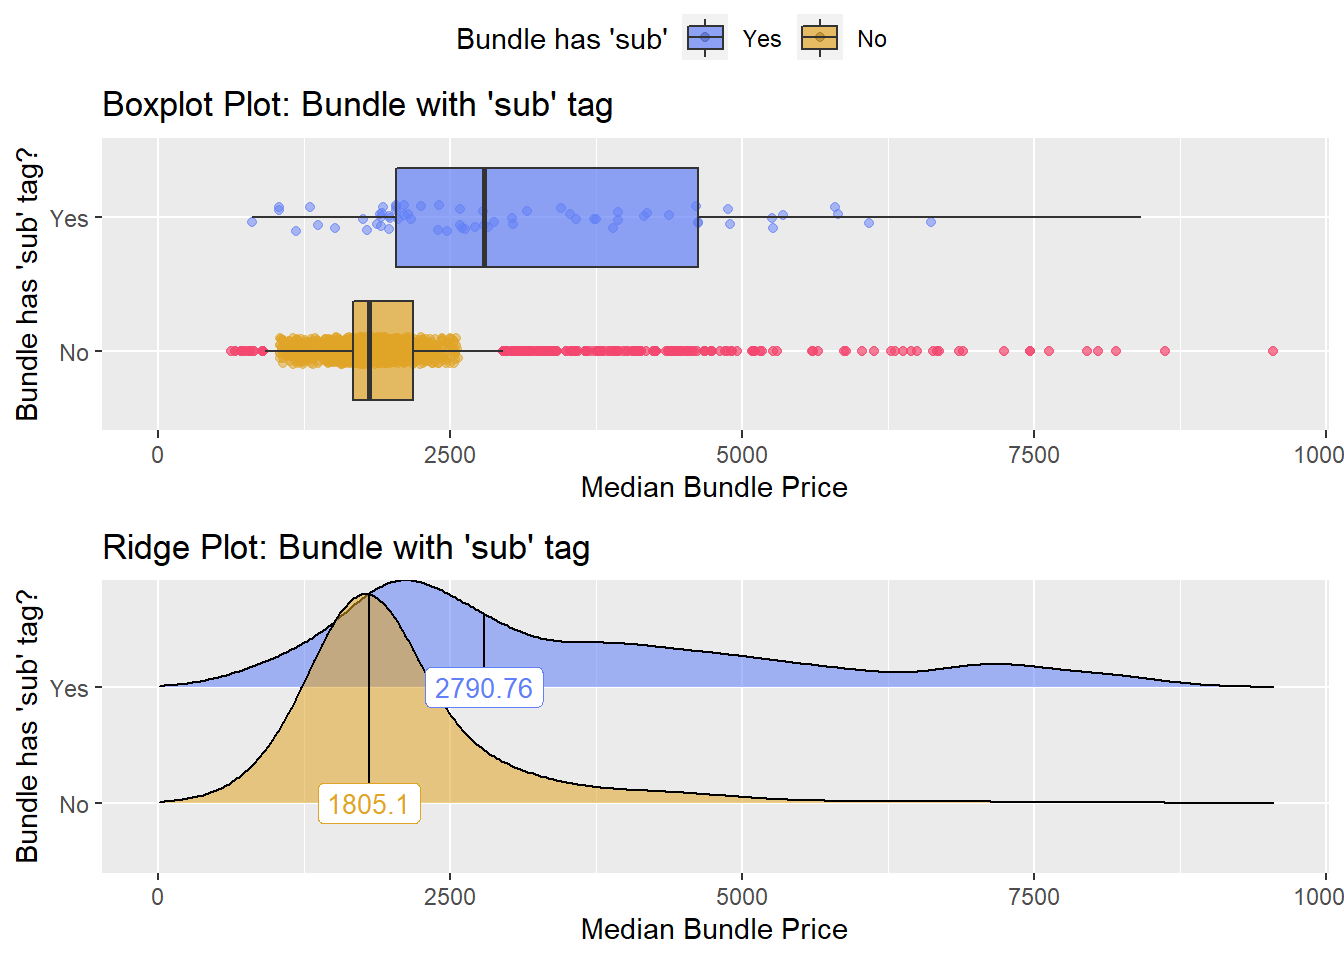 Bundle has 'sub' Yes No
Boxplot Plot: Bundle with 'sub' tag
Bundle has 'sub' tag?
Yes
No
0 2500 5000 7500 1000
Median Bundle Price
Ridge Plot: Bundle with 'sub' tag
Bundle has 'sub' tag?
Yes
2790.76
No
1805.1
0 2500 5000 7500 1000
Median Bundle Price